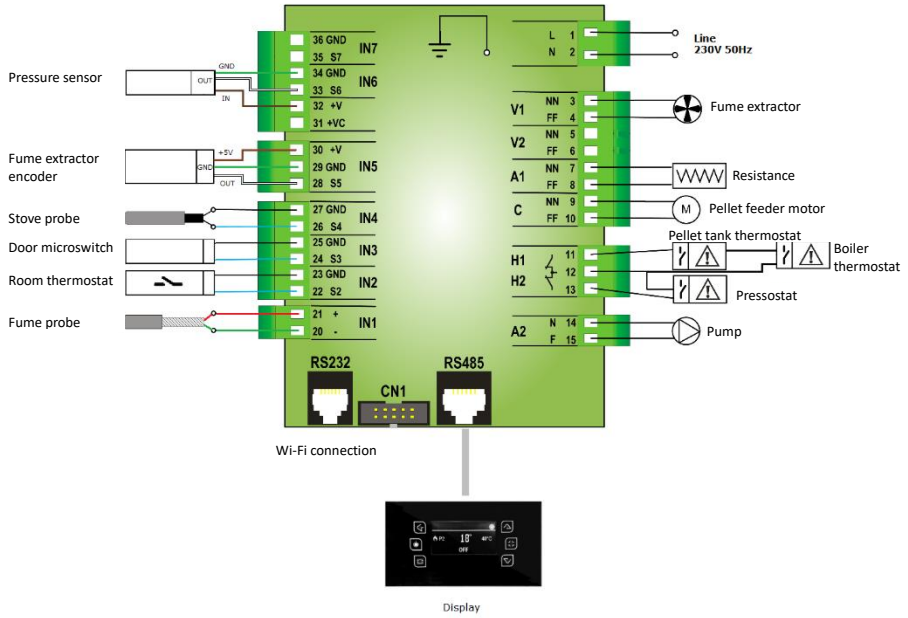 Pressure sensor
GND
OUT
IN
Fume extractor
encoder
+5V
GND
OUT
Stove probe
Door microswitch
Room thermostat
Fume probe
36 GND
35 S7
IN7
34 GND
33 S6
IN6
32 +V
31 +VC
30 +V
29 GND
28 S5
IN5
27 GND
26 S4
IN4
25 GND
24 S3
IN3
23 GND
22 S2
IN2
21 +
20 -
IN1
L 1
N 2
Line
230V 50Hz
V1
NN 3
FF 4
Fume extractor
V2
NN 5
FF 6
A1
NN 7
FF 8
Resistance
C
NN 9
FF 10
M
Pellet feeder motor
Pellet tank thermostat
Boiler
thermostat
H1
H2
11
12
13
Pressostat
A2
N 14
F 15
Pump
RS232
CN1
RS485
Wi-Fi connection
P2
18°
40°C
OFF
Display